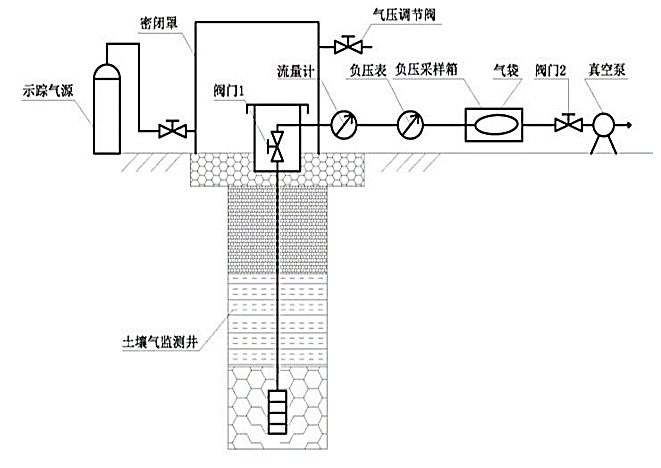 密闭罩
气压调节阀
示踪气源
阀门1
流量计
负压表
负压采样箱
气袋
阀门2
真空泵
土壤气监测井